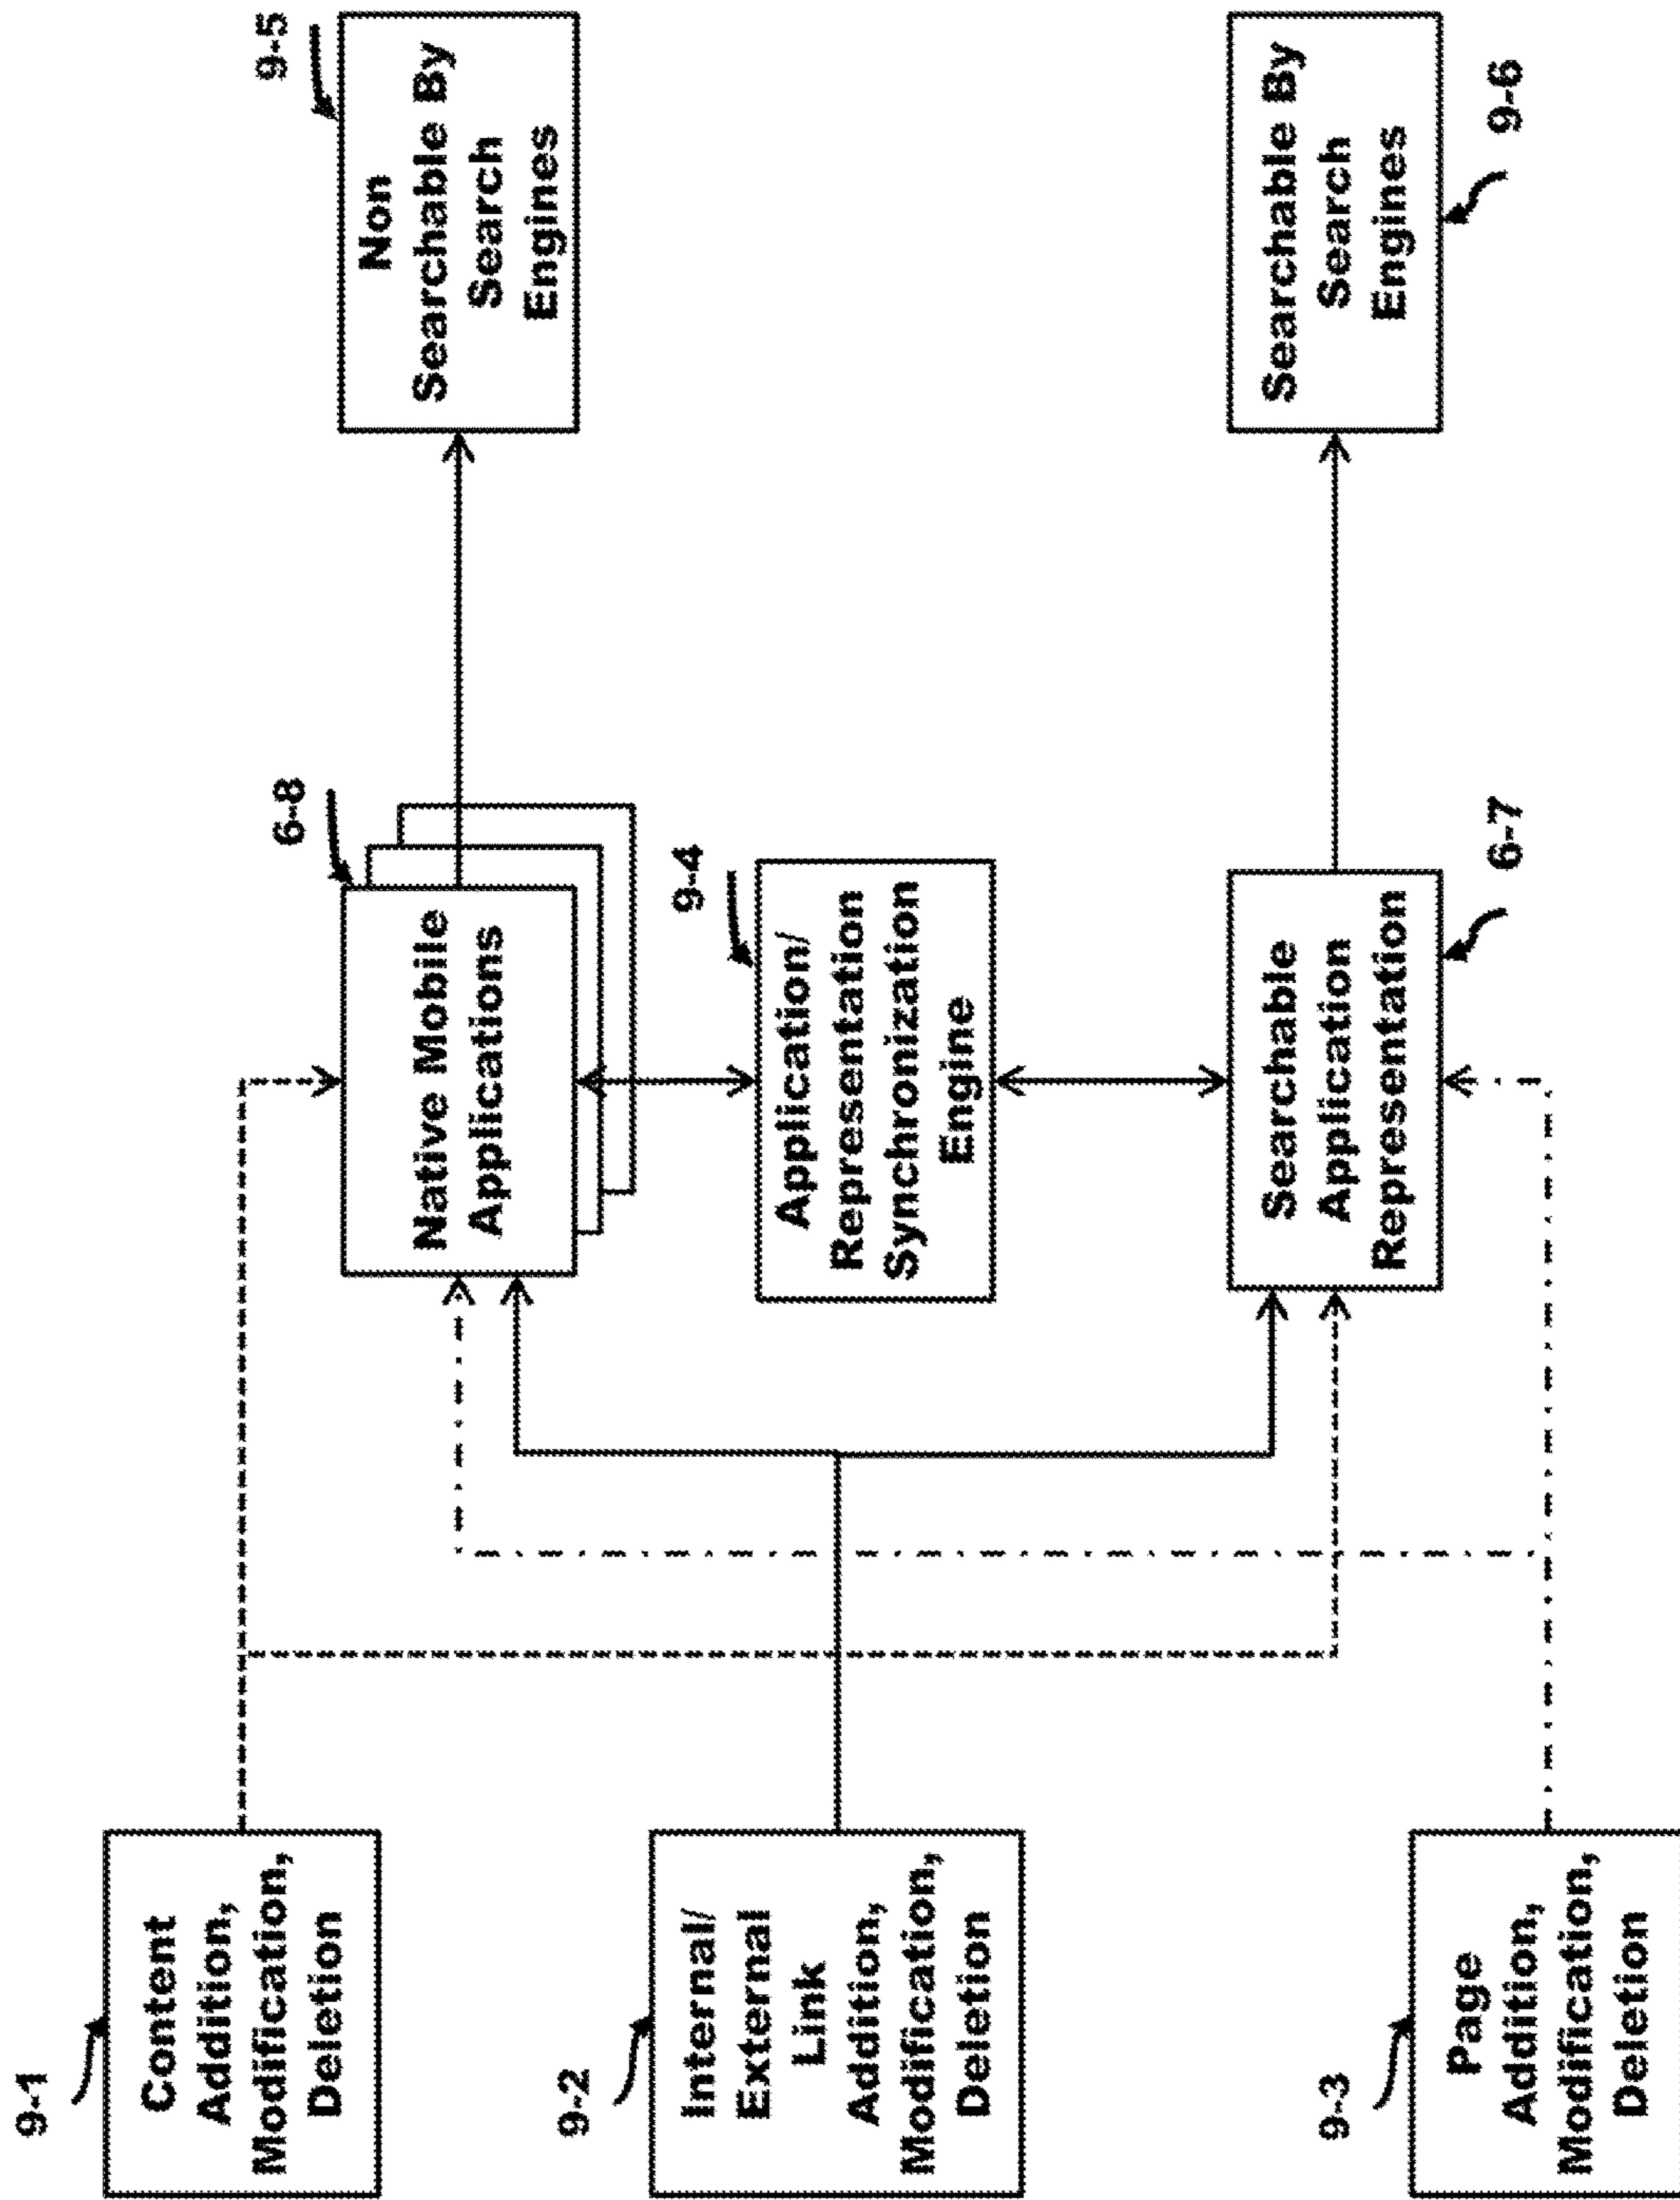 9-1
Content
Addition,
Modification,
Deletion
9-2
Internal/
External
Link
Addition,
Modification,
Deletion
9-3
Page
Addition,
Modification,
Deletion
6-8
Native Mobile
Applications
9-4
Application/
Representation
Synchronization
Engine
6-7
Searchable
Application
Representation
9-5
Non
Searchable By
Search
Engines
9-6
Searchable By
Search
Engines